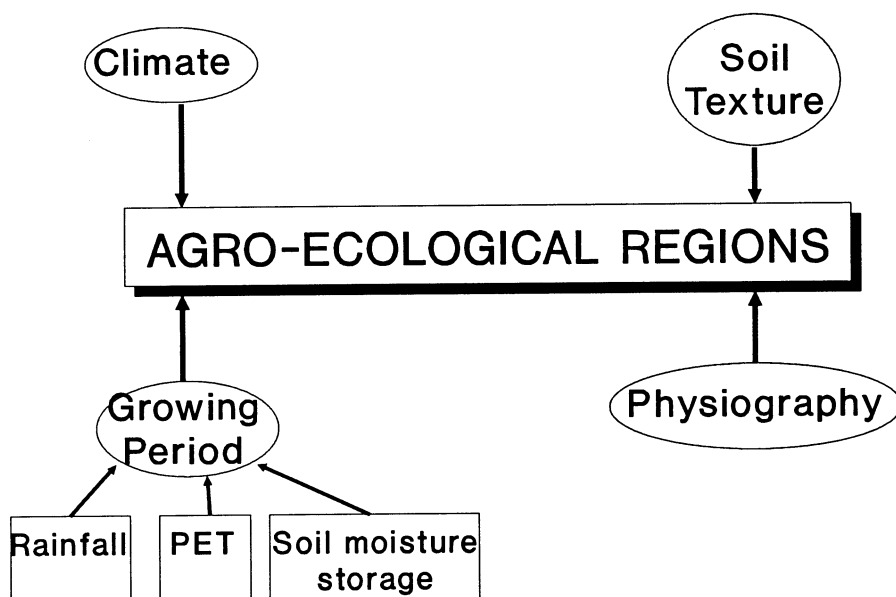 Climate
Soil
Texture
AGRO-ECOLOGICAL REGIONS
Growing
Period
Physiography
Rainfall
PET
Soil moisture
storage